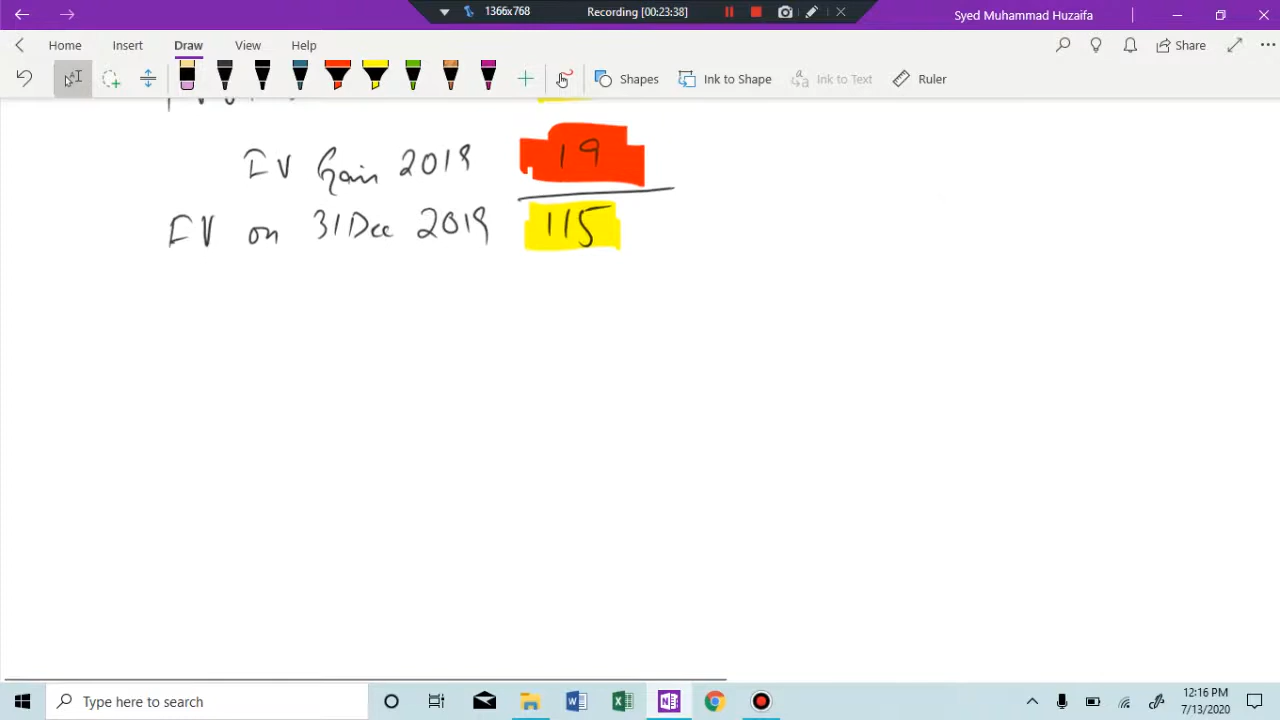 1366x768 Recording [00:23:38] Syed Muhammad Huzaifa
Home Insert Draw View Help Share
Shapes Ink to Shape Ink to Text Ruler
FV Gain 2019 19
FV on 31 Dec 2019 115
Type here to search
12:16 PM
7/13/2020